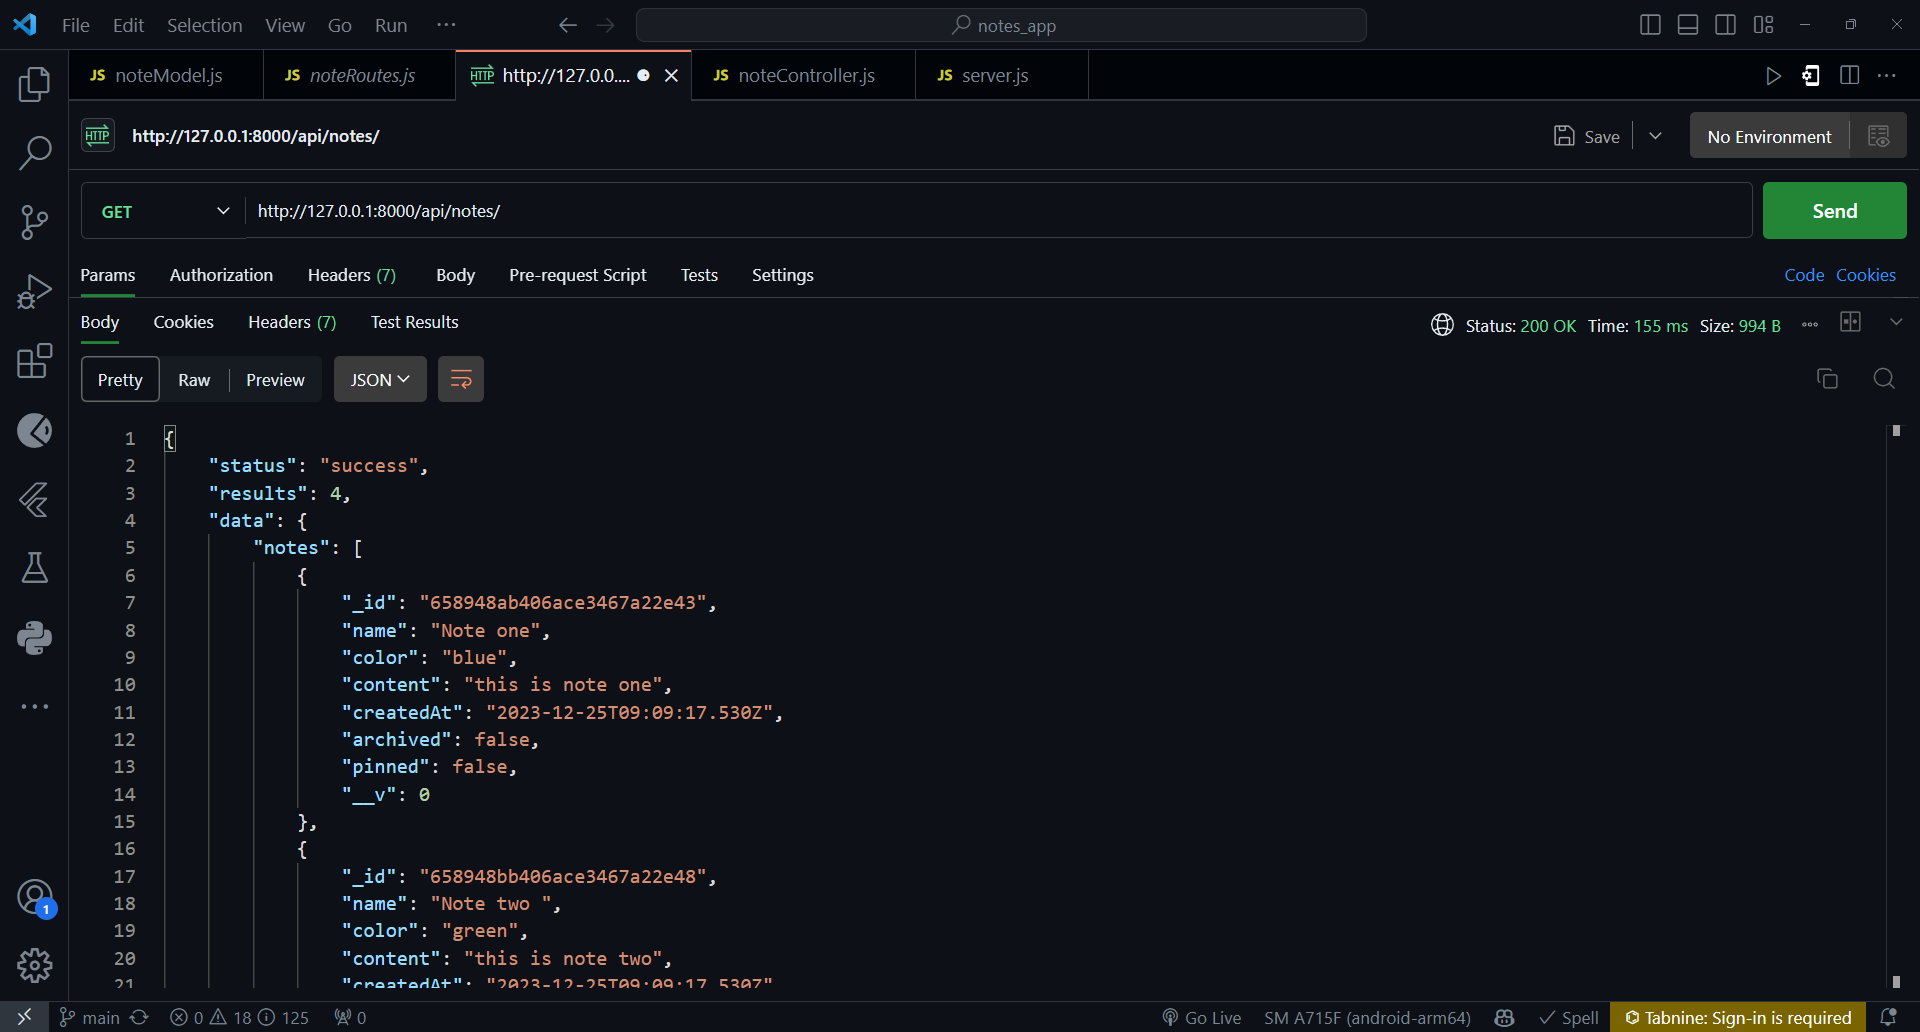 File Edit Selection View Go Run ··· notes_app
JS noteModel.js JS noteRoutes.js HTTP http://127.0.0.... JS noteController.js JS server.js
HTTP http://127.0.0.1:8000/api/notes/ Save No Environment
GET http://127.0.0.1:8000/api/notes/ Send
Params Authorization Headers (7) Body Pre-request Script Tests Settings Code Cookies
Body Cookies Headers (7) Test Results Status: 200 OK Time: 155 ms Size: 994 B
Pretty Raw Preview JSON
1 {
2 "status": "success",
3 "results": 4,
4 "data": {
5 "notes": [
6 {
7 "_id": "658948ab406ace3467a22e43",
8 "name": "Note one",
9 "color": "blue",
10 "content": "this is note one",
11 "createdAt": "2023-12-25T09:09:17.530Z",
12 "archived": false,
13 "pinned": false,
14 "__v": 0
15 },
16 {
17 "_id": "658948bb406ace3467a22e48",
18 "name": "Note two ",
19 "color": "green",
20 "content": "this is note two",
21 "createdAt": "2023-12-25T09:09:17.530Z"
1
main 0 18 125 0 Go Live SM A715F (android-arm64) Spell Tabnine: Sign-in is required